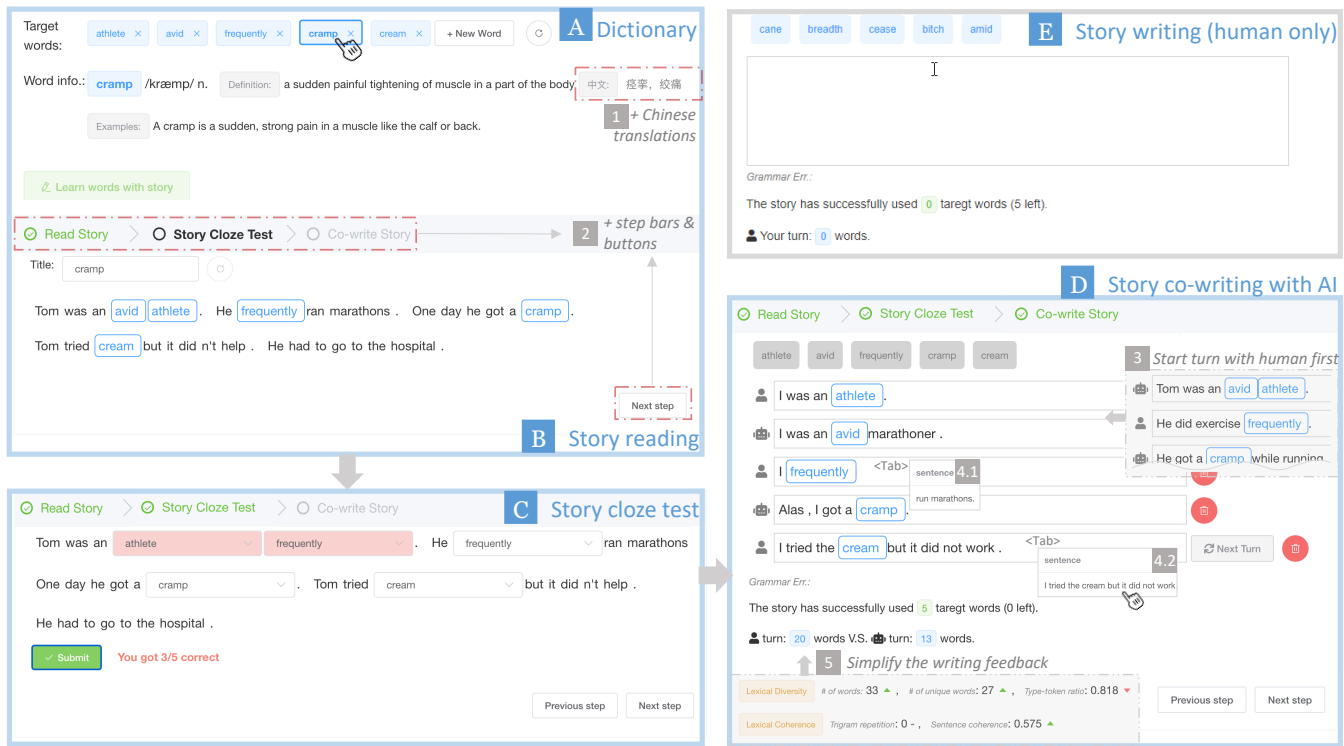 Target words:
athlete × avid × frequently × cramp × cream × + New Word
A Dictionary
Word info.: cramp /kræmp/ n. Definition: a sudden painful tightening of muscle in a part of the body 中文: 痉挛，绞痛
1 + Chinese translations
Examples: A cramp is a sudden, strong pain in a muscle like the calf or back.
Learn words with story
Read Story Story Cloze Test Co-write Story
2 + step bars & buttons
Title: cramp
Tom was an avid athlete . He frequently ran marathons . One day he got a cramp .
Tom tried cream but it did n't help . He had to go to the hospital .
Next step
B Story reading
Read Story Story Cloze Test Co-write Story
C Story cloze test
Tom was an athlete frequently . He frequently ran marathons
One day he got a cramp . Tom tried cream but it did n't help .
He had to go to the hospital .
Submit You got 3/5 correct
Previous step Next step
cane breadth cease bitch amid
E Story writing (human only)
Grammar Err.:
The story has successfully used 0 taregt words (5 left).
Your turn: 0 words.
D Story co-writing with AI
Read Story Story Cloze Test Co-write Story
athlete avid frequently cramp cream
3 Start turn with human first
Tom was an avid athlete .
He did exercise frequently .
He got a cramp while running
I was an athlete .
I was an avid marathoner .
I frequently <Tab> sentence 4.1
run marathons.
Alas , I got a cramp .
I tried the cream but it did not work . <Tab>
Next Turn
sentence 4.2
I tried the cream but it did not work
Grammar Err.:
The story has successfully used 5 taregt words (0 left).
turn: 20 words V.S. turn: 13 words.
5 Simplify the writing feedback
Lexical Diversity # of words: 33 ▲ , # of unique words: 27 ▲ , Type-token ratio: 0.818 ▼
Lexical Coherence Trigram repetition: 0 - , Sentence coherence: 0.575 ▲
Previous step Next step